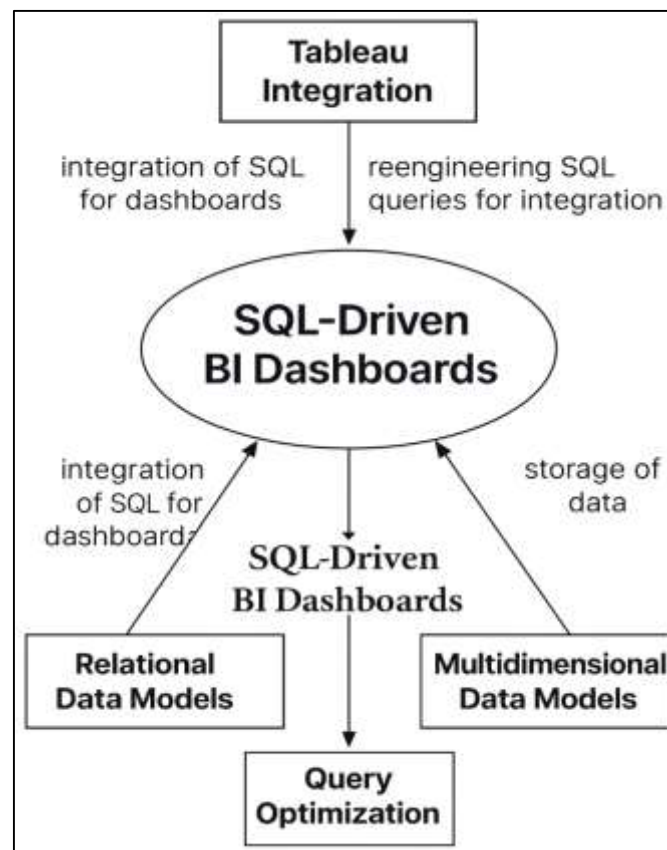 Tableau
Integration
integration of SQL
for dashboards
reengineering SQL
queries for integration
SQL-Driven
BI Dashboards
integration
of SQL for
dashboarda
storage of
data
SQL-Driven
BI Dashboards
Relational
Data Models
Multidimensional
Data Models
Query
Optimization